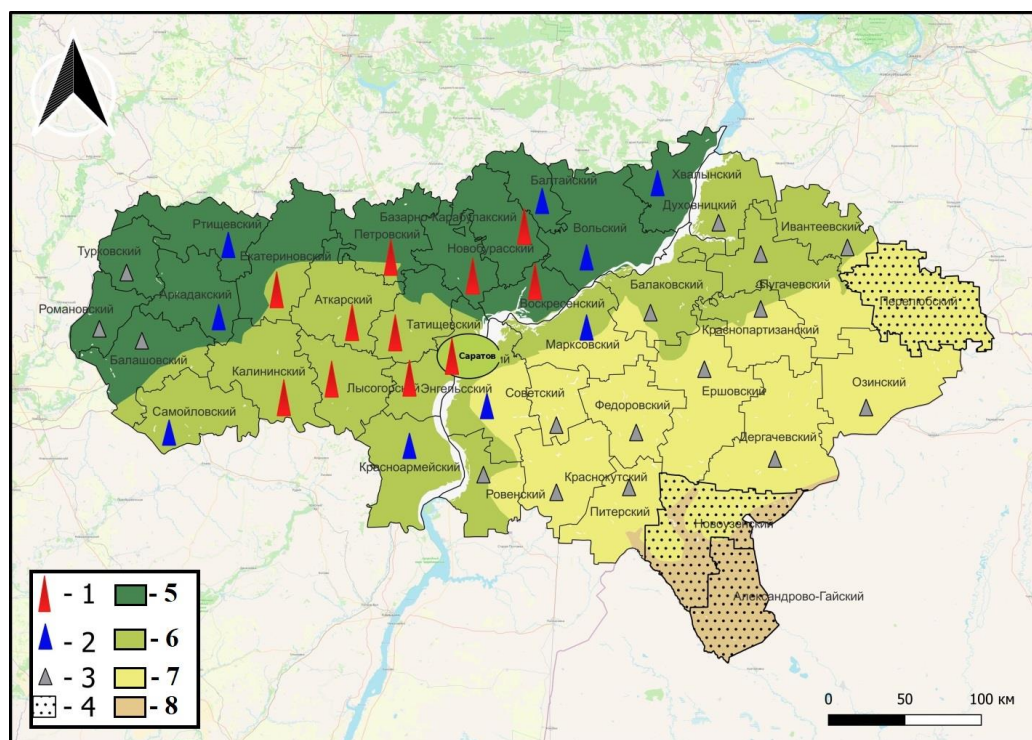 Хвалынский
Балтайский
Духовницкий
Базарно-Карабулакский
Ртищевский
Вольский
Ивантеевский
Петровский
Турковский
Екатериновский
Новобурасский
Балаковский
Пугачевский
Аркадакский
Аткарский
Воскресенский
Перелюбский
Романовский
Татищевский
Краснопартизанский
Марксовский
Балашовский
Саратов
Калининский
Лысогорский
Энгельсский
Советский
Ершовский
Озинский
Самойловский
Федоровский
Дергачевский
Красноармейский
Ровенский
Краснокутский
Питерский
Новоузенский
Александрово-Гайский
- 1 - 5
- 2 - 6
- 3 - 7
- 4 - 8
0 50 100 км